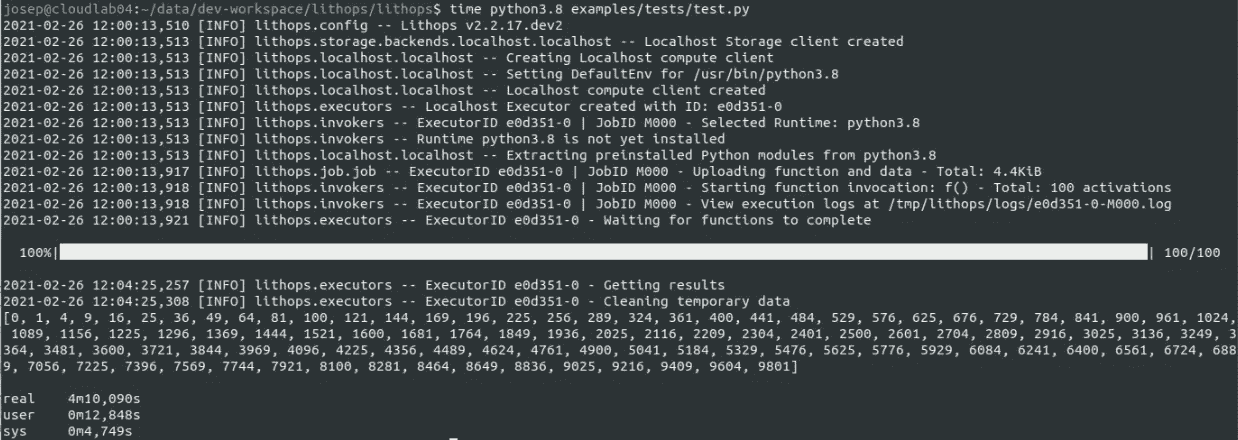 josep@cloudlab04:~/data/dev-workspace/lithops/lithops$ time python3.8 examples/tests/test.py
2021-02-26 12:00:13,510 [INFO] lithops.config -- Lithops v2.2.17.dev2
2021-02-26 12:00:13,513 [INFO] lithops.storage.backends.localhost.localhost -- Localhost Storage client created
2021-02-26 12:00:13,513 [INFO] lithops.localhost.localhost -- Creating Localhost compute client
2021-02-26 12:00:13,513 [INFO] lithops.localhost.localhost -- Setting DefaultEnv for /usr/bin/python3.8
2021-02-26 12:00:13,513 [INFO] lithops.localhost.localhost -- Localhost compute client created
2021-02-26 12:00:13,513 [INFO] lithops.executors -- Localhost Executor created with ID: e0d351-0
2021-02-26 12:00:13,513 [INFO] lithops.invokers -- ExecutorID e0d351-0 | JobID M000 - Selected Runtime: python3.8
2021-02-26 12:00:13,513 [INFO] lithops.invokers -- Runtime python3.8 is not yet installed
2021-02-26 12:00:13,513 [INFO] lithops.localhost.localhost -- Extracting preinstalled Python modules from python3.8
2021-02-26 12:00:13,917 [INFO] lithops.job.job -- ExecutorID e0d351-0 | JobID M000 - Uploading function and data - Total: 4.4KiB
2021-02-26 12:00:13,918 [INFO] lithops.invokers -- ExecutorID e0d351-0 | JobID M000 - Starting function invocation: f() - Total: 100 activations
2021-02-26 12:00:13,918 [INFO] lithops.invokers -- ExecutorID e0d351-0 | JobID M000 - View execution logs at /tmp/lithops/logs/e0d351-0-M000.log
2021-02-26 12:00:13,921 [INFO] lithops.executors -- ExecutorID e0d351-0 - Waiting for functions to complete
100%| | 100/100
2021-02-26 12:04:25,257 [INFO] lithops.executors -- ExecutorID e0d351-0 - Getting results
2021-02-26 12:04:25,308 [INFO] lithops.executors -- ExecutorID e0d351-0 - Cleaning temporary data
[0, 1, 4, 9, 16, 25, 36, 49, 64, 81, 100, 121, 144, 169, 196, 225, 256, 289, 324, 361, 400, 441, 484, 529, 576, 625, 676, 729, 784, 841, 900, 961, 1024,
1089, 1156, 1225, 1296, 1369, 1444, 1521, 1600, 1681, 1764, 1849, 1936, 2025, 2116, 2209, 2304, 2401, 2500, 2601, 2704, 2809, 2916, 3025, 3136, 3249, 3
364, 3481, 3600, 3721, 3844, 3969, 4096, 4225, 4356, 4489, 4624, 4761, 4900, 5041, 5184, 5329, 5476, 5625, 5776, 5929, 6084, 6241, 6400, 6561, 6724, 688
9, 7056, 7225, 7396, 7569, 7744, 7921, 8100, 8281, 8464, 8649, 8836, 9025, 9216, 9409, 9604, 9801]
real 4m10,090s
user 0m12,848s
sys 0m4,749s